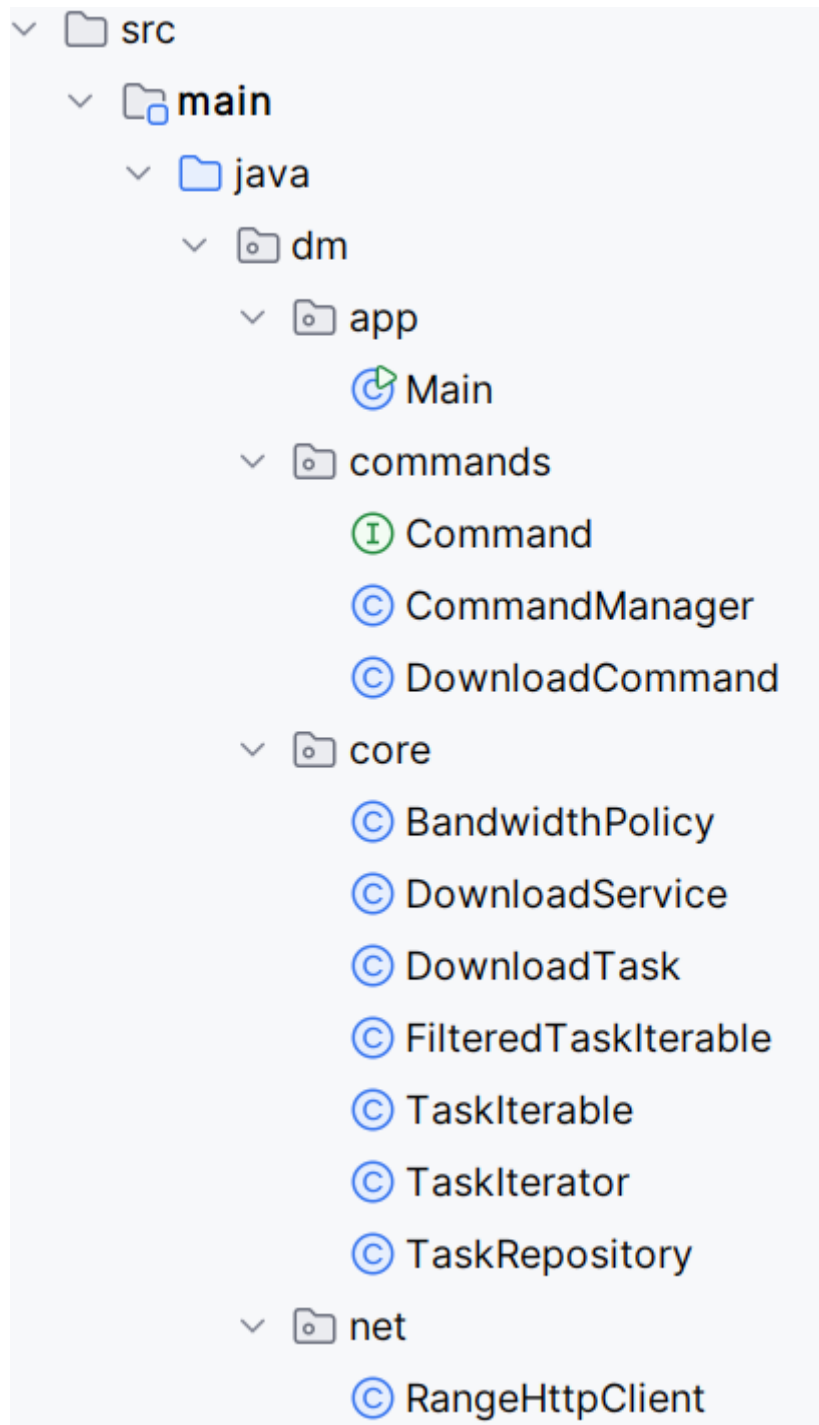 src
main
java
dm
app
Main
commands
Command
CommandManager
DownloadCommand
core
BandwidthPolicy
DownloadService
DownloadTask
FilteredTaskIterable
TaskIterable
TaskIterator
TaskRepository
net
RangeHttpClient